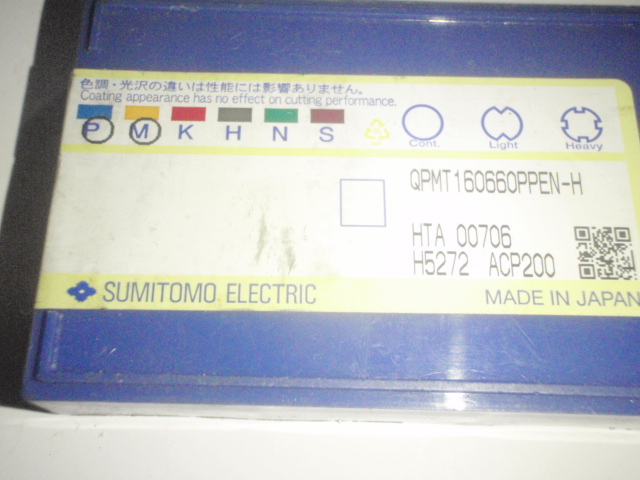 色調・光沢の違いは性能には影響ありません。
Coating appearance has no effect on cutting performance.
P M K H N S
Cont. Light Heavy
QPMT160660PPEN-H
HTA 00706
H5272 ACP200
SUMITOMO ELECTRIC
MADE IN JAPAN